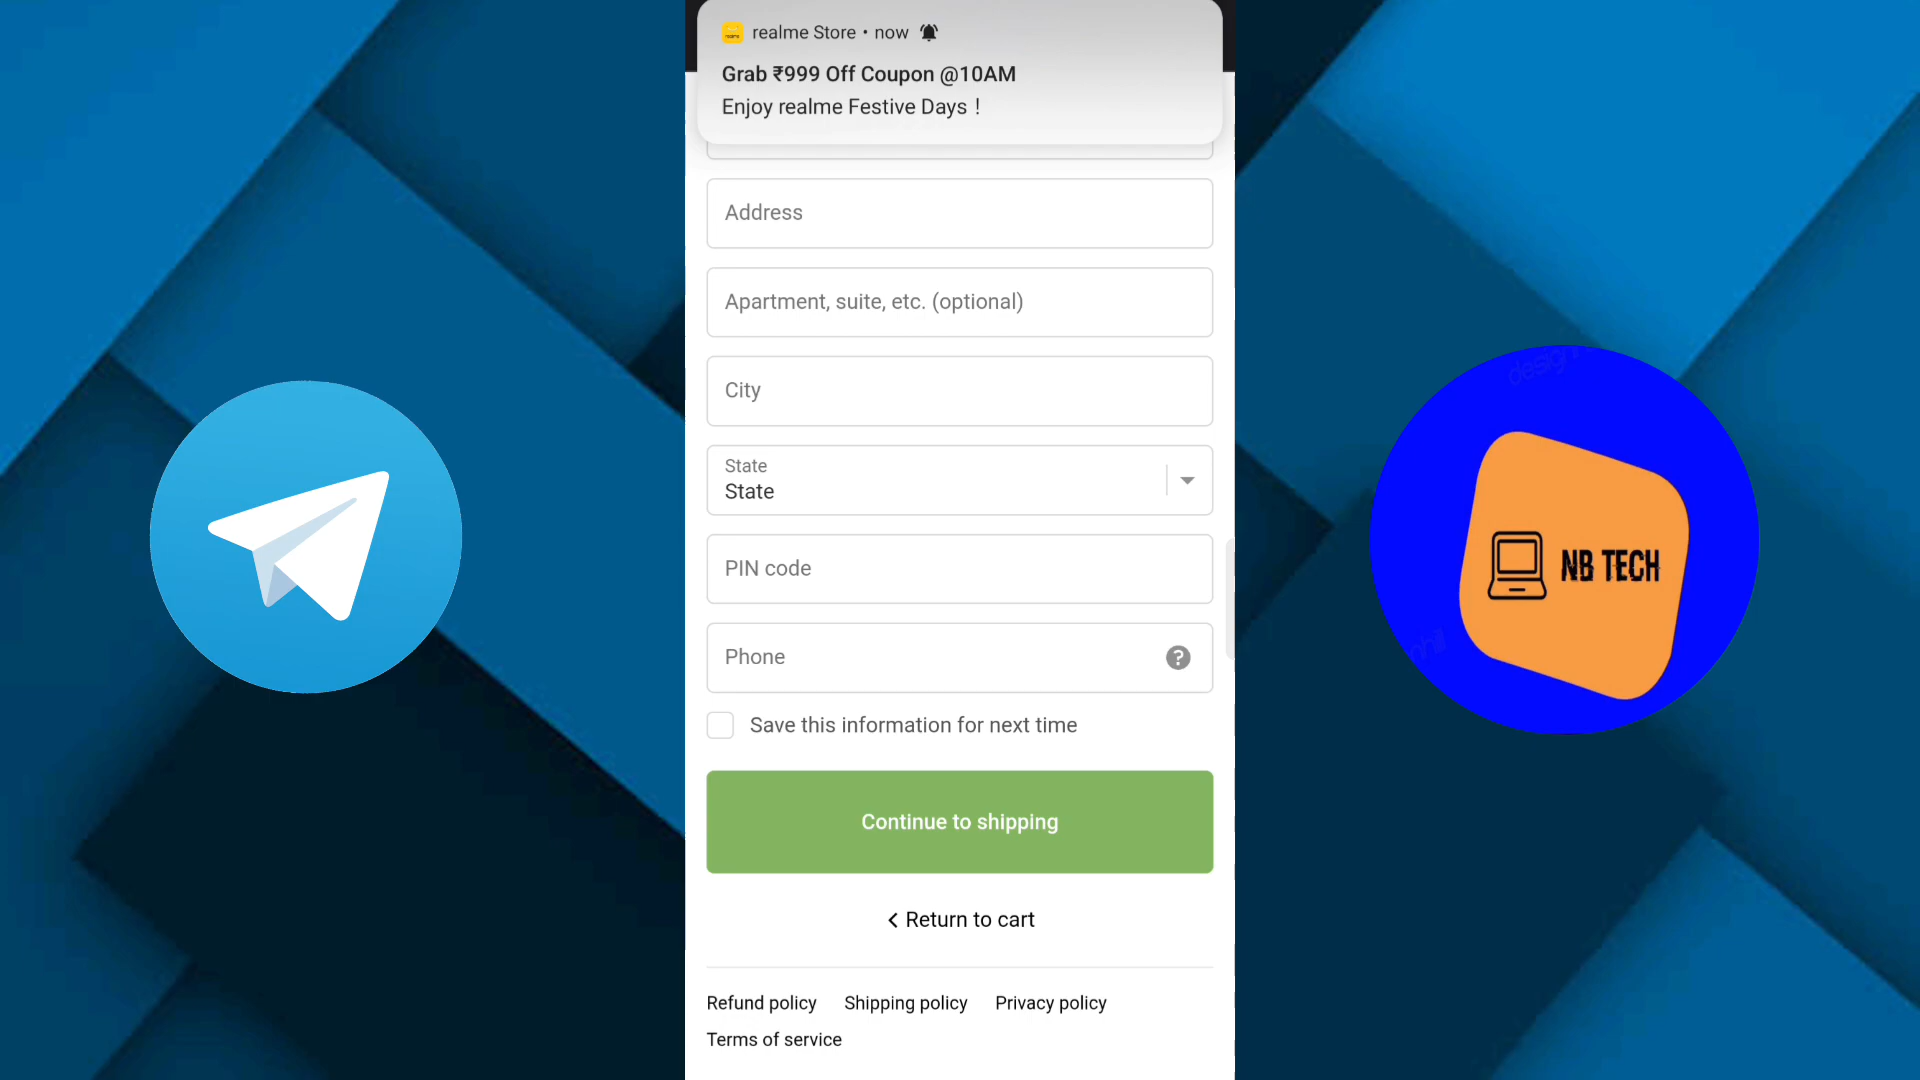 realme Store • now
Grab ₹999 Off Coupon @10AM
Enjoy realme Festive Days !
Address
Apartment, suite, etc. (optional)
City
State
State
PIN code
Phone
?
Save this information for next time
Continue to shipping
< Return to cart
Refund policy Shipping policy Privacy policy
Terms of service
NB TECH